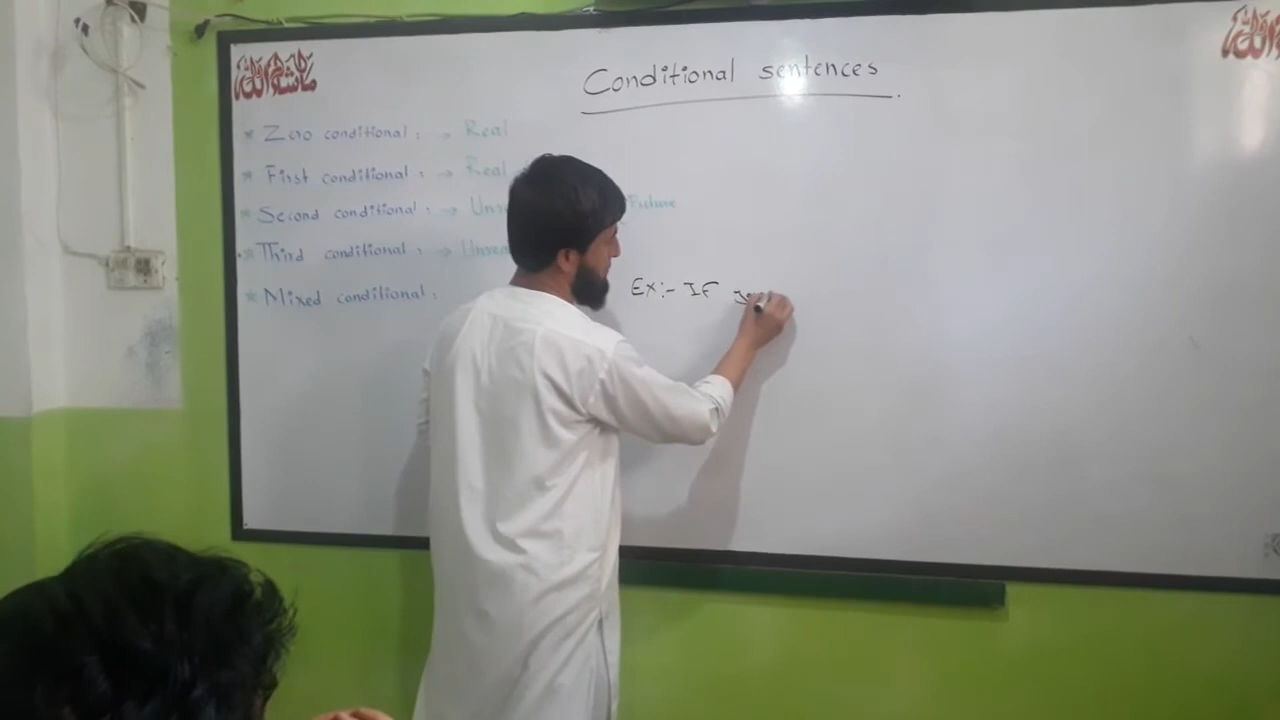 ماشاءالله
Conditional sentences.
* Zero conditional : → Real
* First conditional : → Real
* Second conditional : → Future
* Third conditional : →
* Mixed conditional :
Ex:- IF